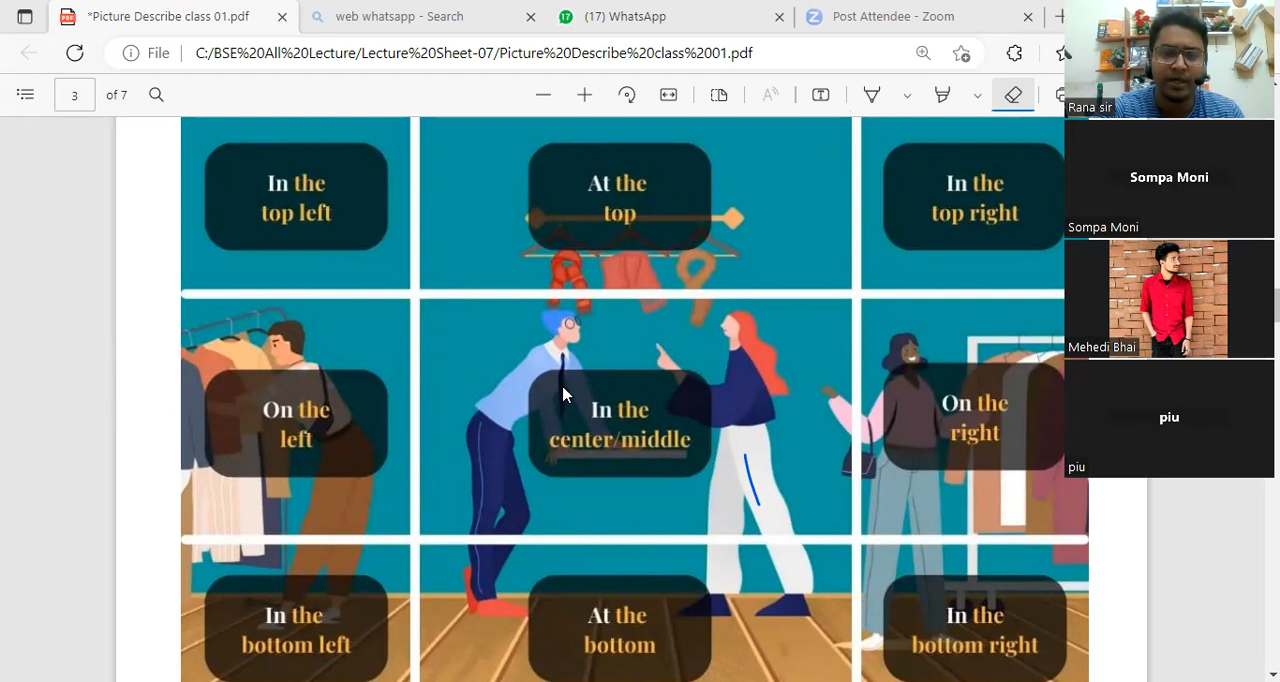 *Picture Describe class 01.pdf
web whatsapp - Search
17
(17) WhatsApp
Post Attendee - Zoom
File
C:/BSE%20All%20Lecture/Lecture%20Sheet-07/Picture%20Describe%20class%2001.pdf
3
of 7
In the
top left
At the
top
In the
top right
On the
left
In the
center/middle
On the
right
In the
bottom left
At the
bottom
In the
bottom right
Rana sir
Sompa Moni
Sompa Moni
Mehedi Bhai
piu
piu